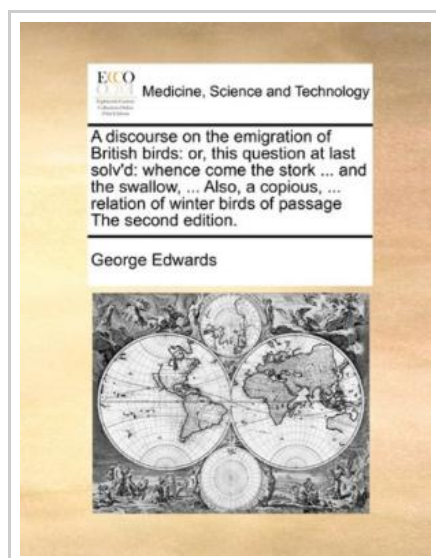 ECCO
Medicine, Science and Technology
A discourse on the emigration of
British birds: or, this question at last
solv'd: whence come the stork ... and
the swallow, ... Also, a copious, ...
relation of winter birds of passage
The second edition.
George Edwards